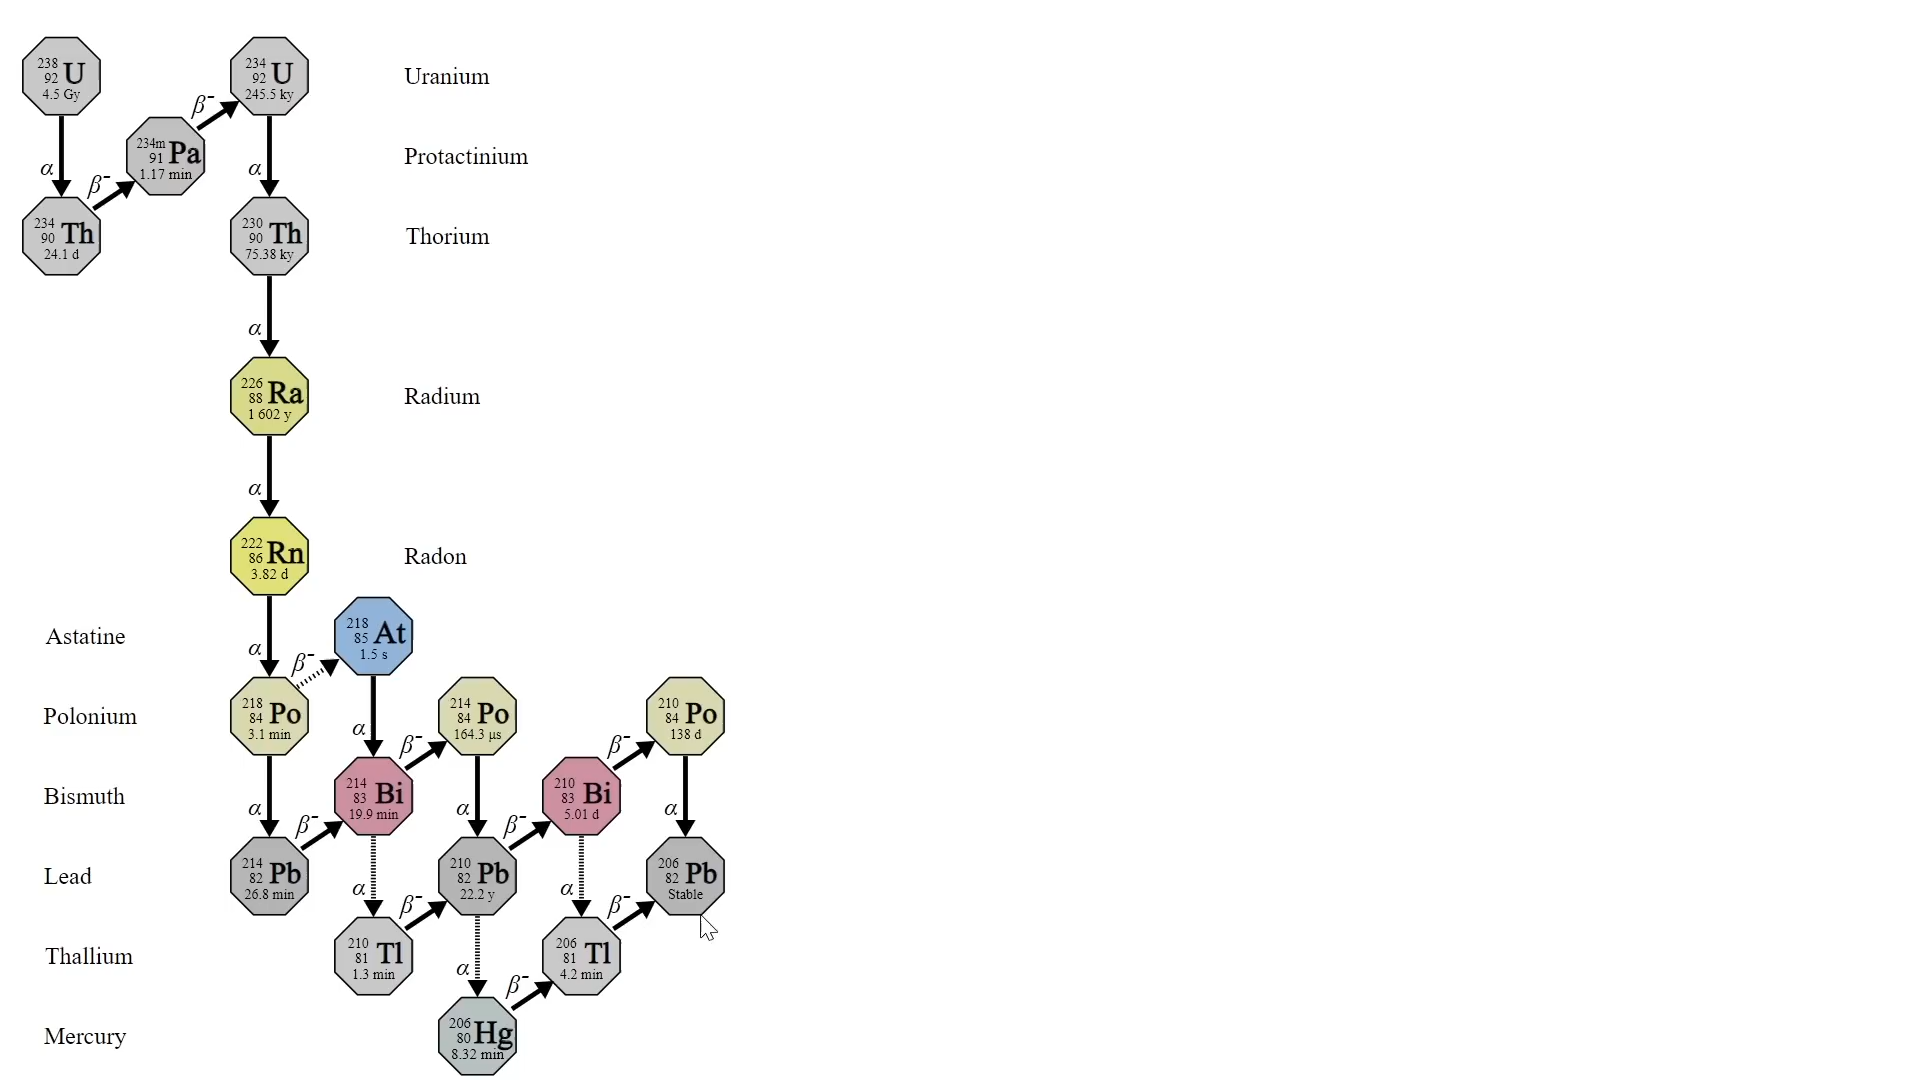 238
92 U
4.5 Gy
234
92 U
245.5 ky
Uranium
β-
234m
91 Pa
1.17 min
Protactinium
α
β-
α
234
90 Th
24.1 d
230
90 Th
75.38 ky
Thorium
α
226
88 Ra
1 602 y
Radium
α
222
86 Rn
3.82 d
Radon
Astatine
α
β-
218
85 At
1.5 s
Polonium
218
84 Po
3.1 min
α
214
84 Po
164.3 μs
210
84 Po
138 d
β-
β-
Bismuth
α
214
83 Bi
19.9 min
α
210
83 Bi
5.01 d
α
β-
β-
Lead
214
82 Pb
26.8 min
α
210
82 Pb
22.2 y
α
206
82 Pb
Stable
β-
β-
Thallium
210
81 Tl
1.3 min
α
206
81 Tl
4.2 min
β-
Mercury
206
80 Hg
8.32 min